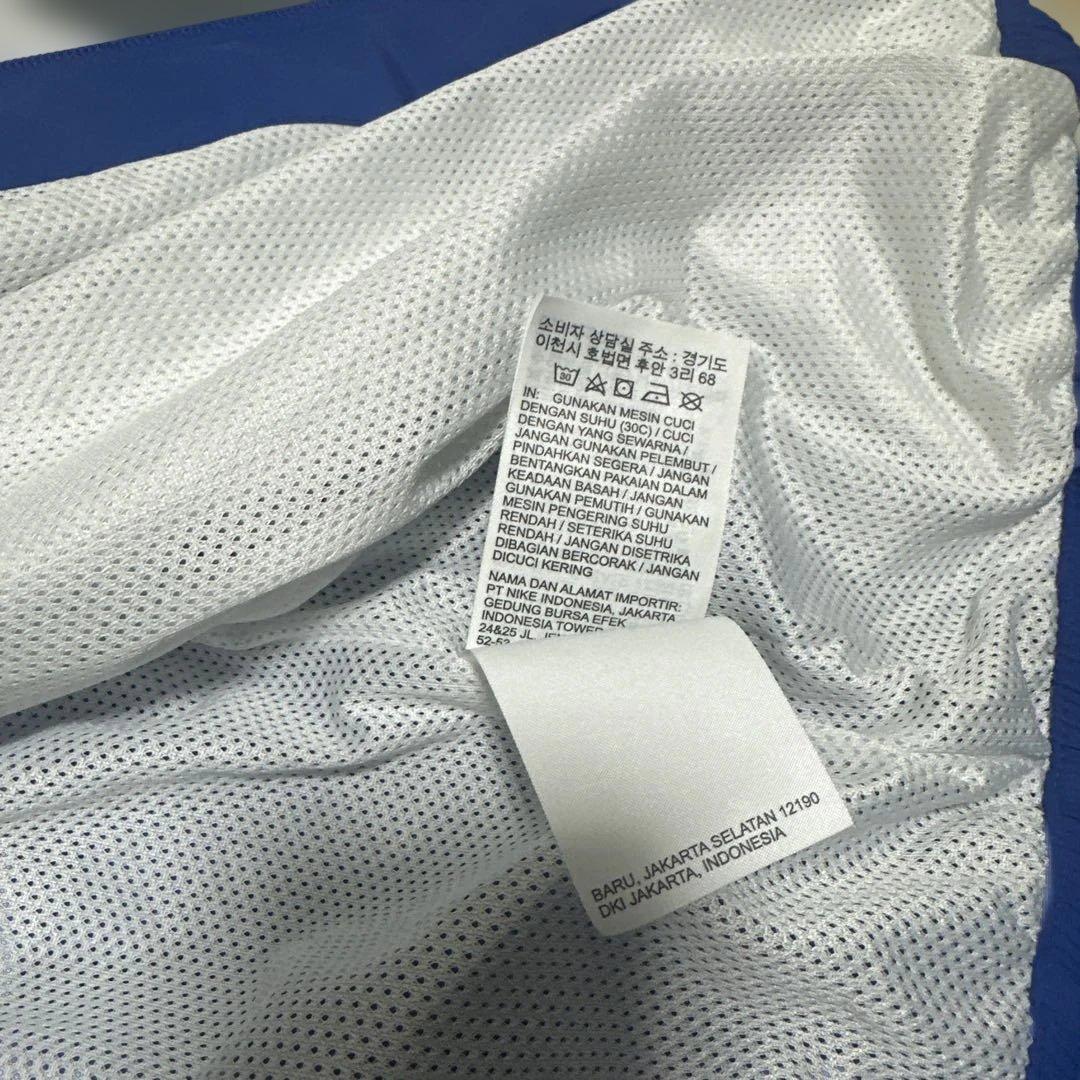 소비자 상담실 주소 : 경기도
이천시 호법면 후안 3리 68
30
IN: GUNAKAN MESIN CUCI
DENGAN SUHU (30C) / CUCI
DENGAN YANG SEWARNA /
JANGAN GUNAKAN PELEMBUT /
PINDAHKAN SEGERA / JANGAN
BENTANGKAN PAKAIAN DALAM
KEADAAN BASAH / JANGAN
GUNAKAN PEMUTIH / GUNAKAN
MESIN PENGERING SUHU
RENDAH / SETERIKA SUHU
RENDAH / JANGAN DISETRIKA
DIBAGIAN BERCORAK / JANGAN
DICUCI KERING
NAMA DAN ALAMAT IMPORTIR:
PT NIKE INDONESIA, JAKARTA
GEDUNG BURSA EFEK
INDONESIA TOWER
24&25 JL.
BARU, JAKARTA SELATAN 12190
DKI JAKARTA, INDONESIA